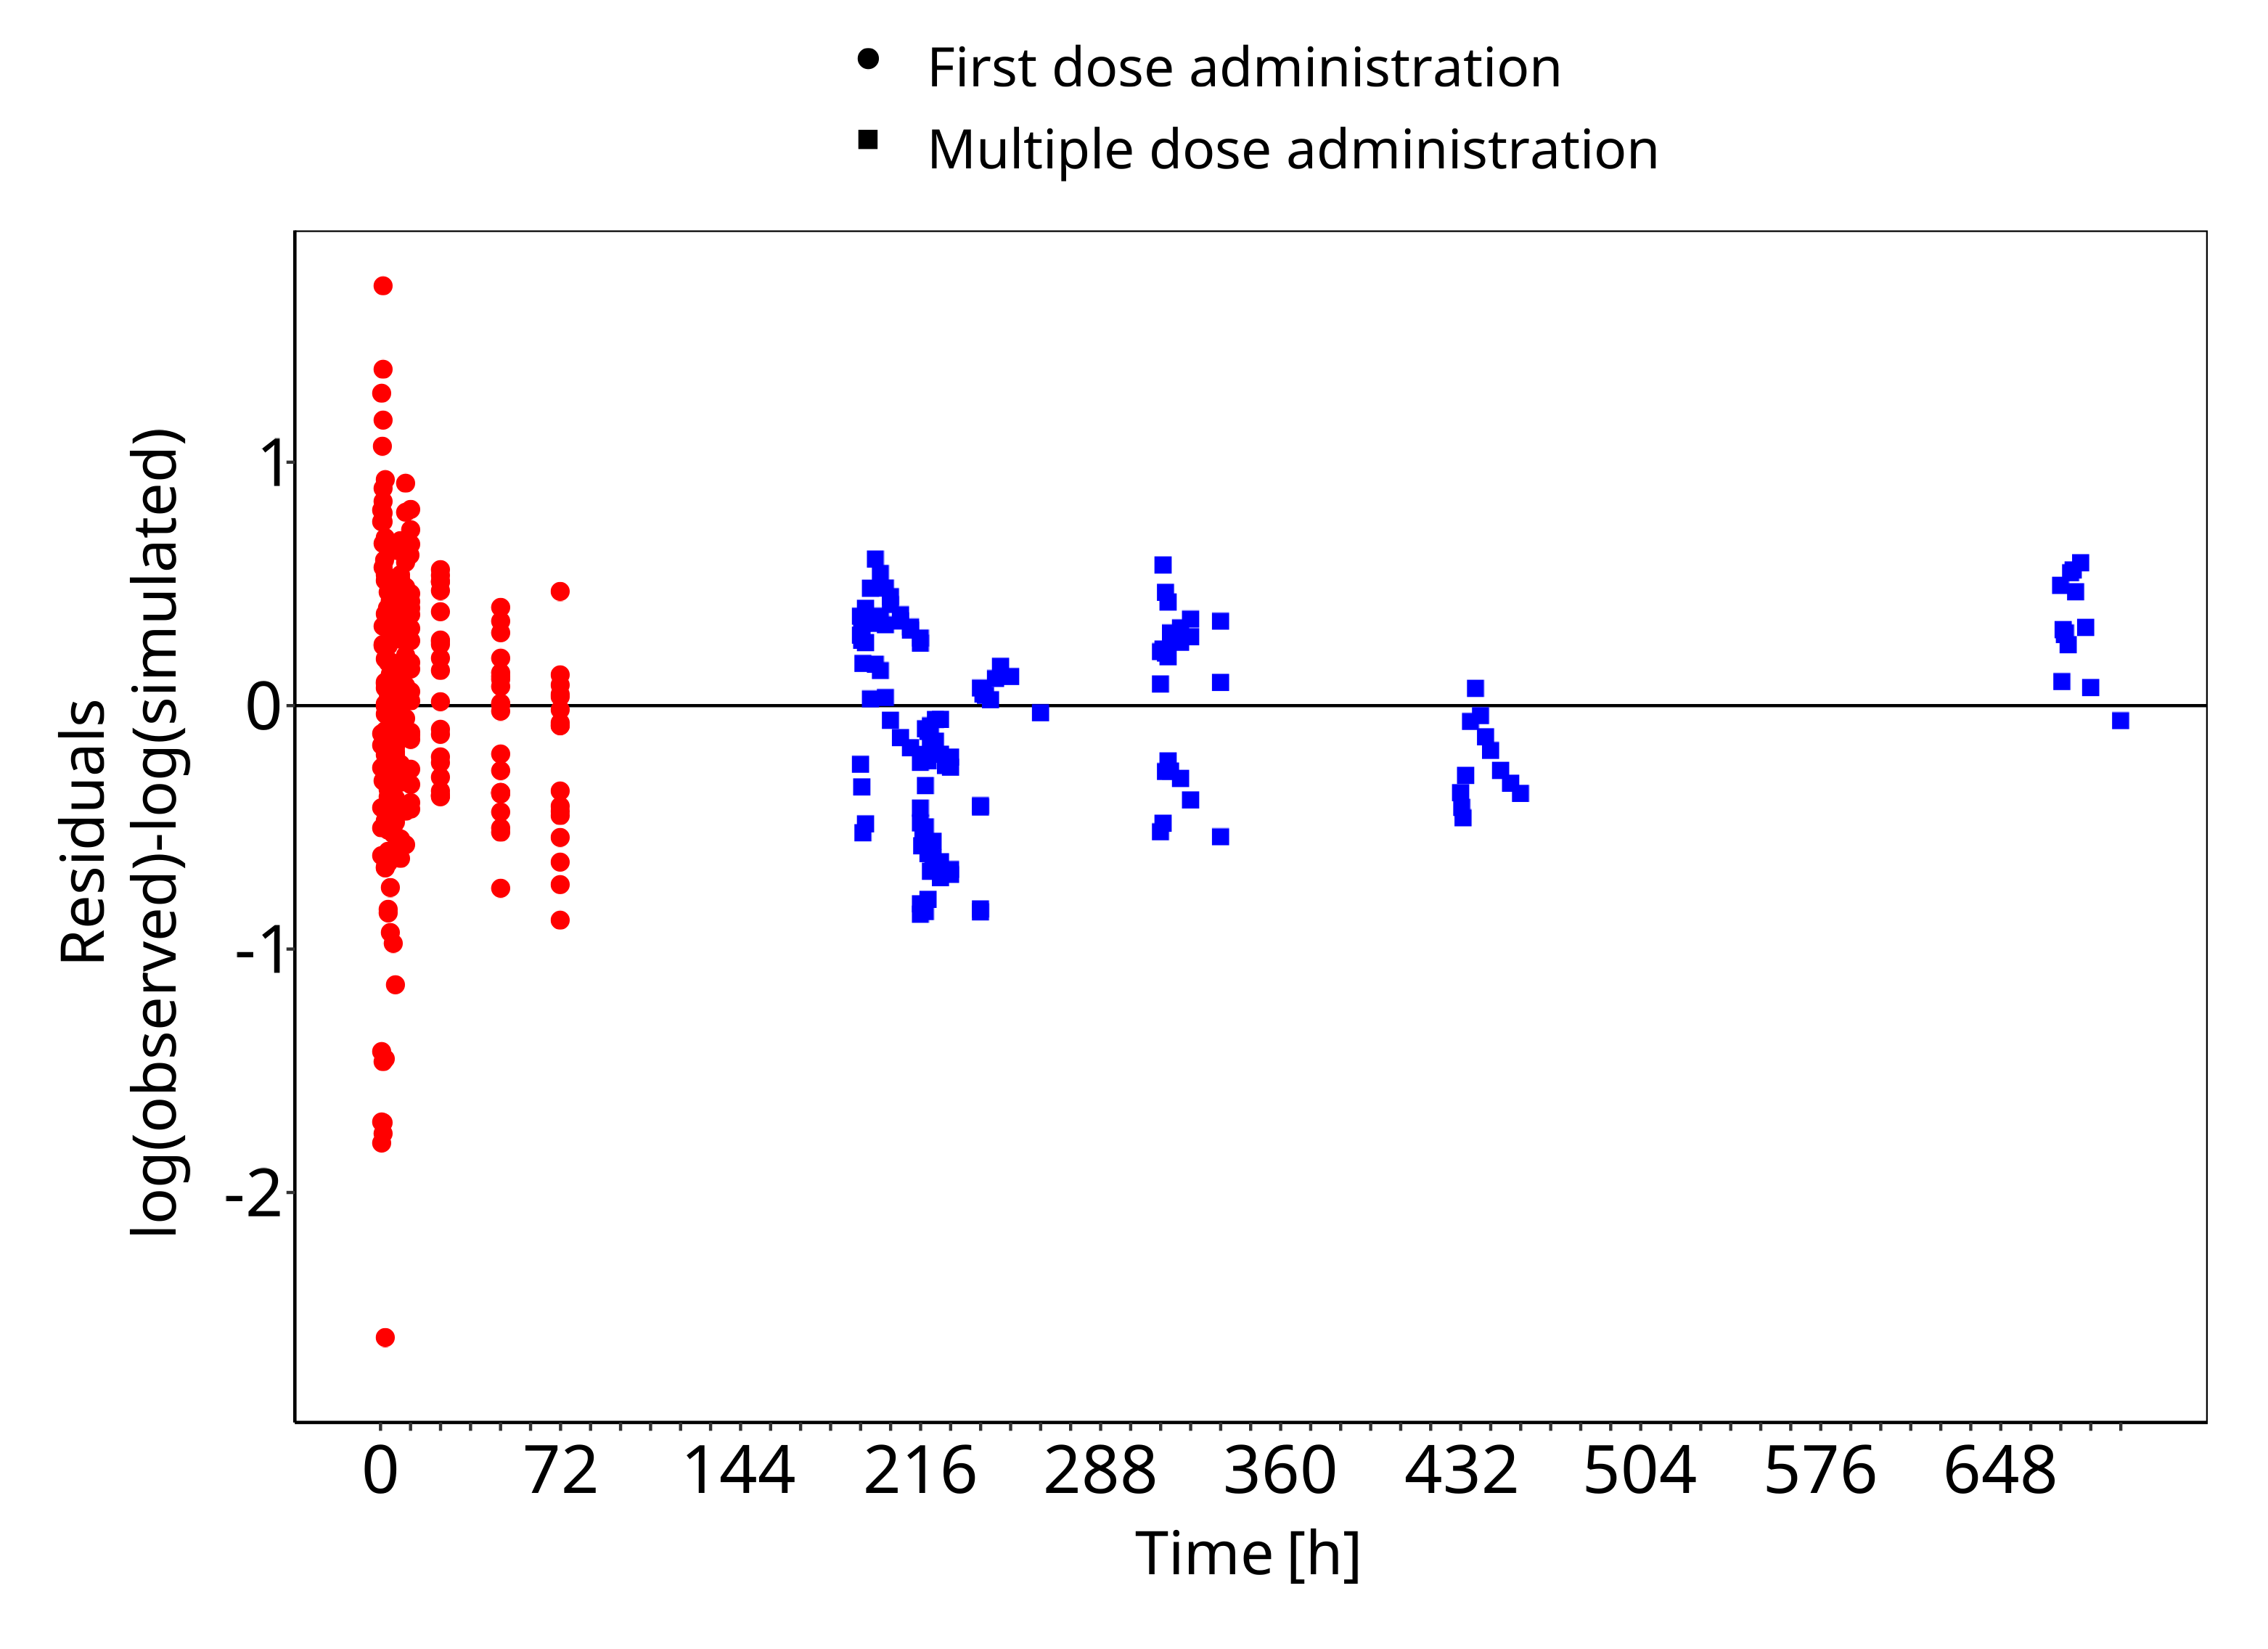 First dose administration
Multiple dose administration
Residuals
log(observed)-log(simulated)
1
0
-1
-2
0 72 144 216 288 360 432 504 576 648
Time [h]